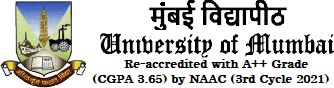 मुंबई विद्यापीठ
University of Mumbai
Re-accredited with A++ Grade
(CGPA 3.65) by NAAC (3rd Cycle 2021)